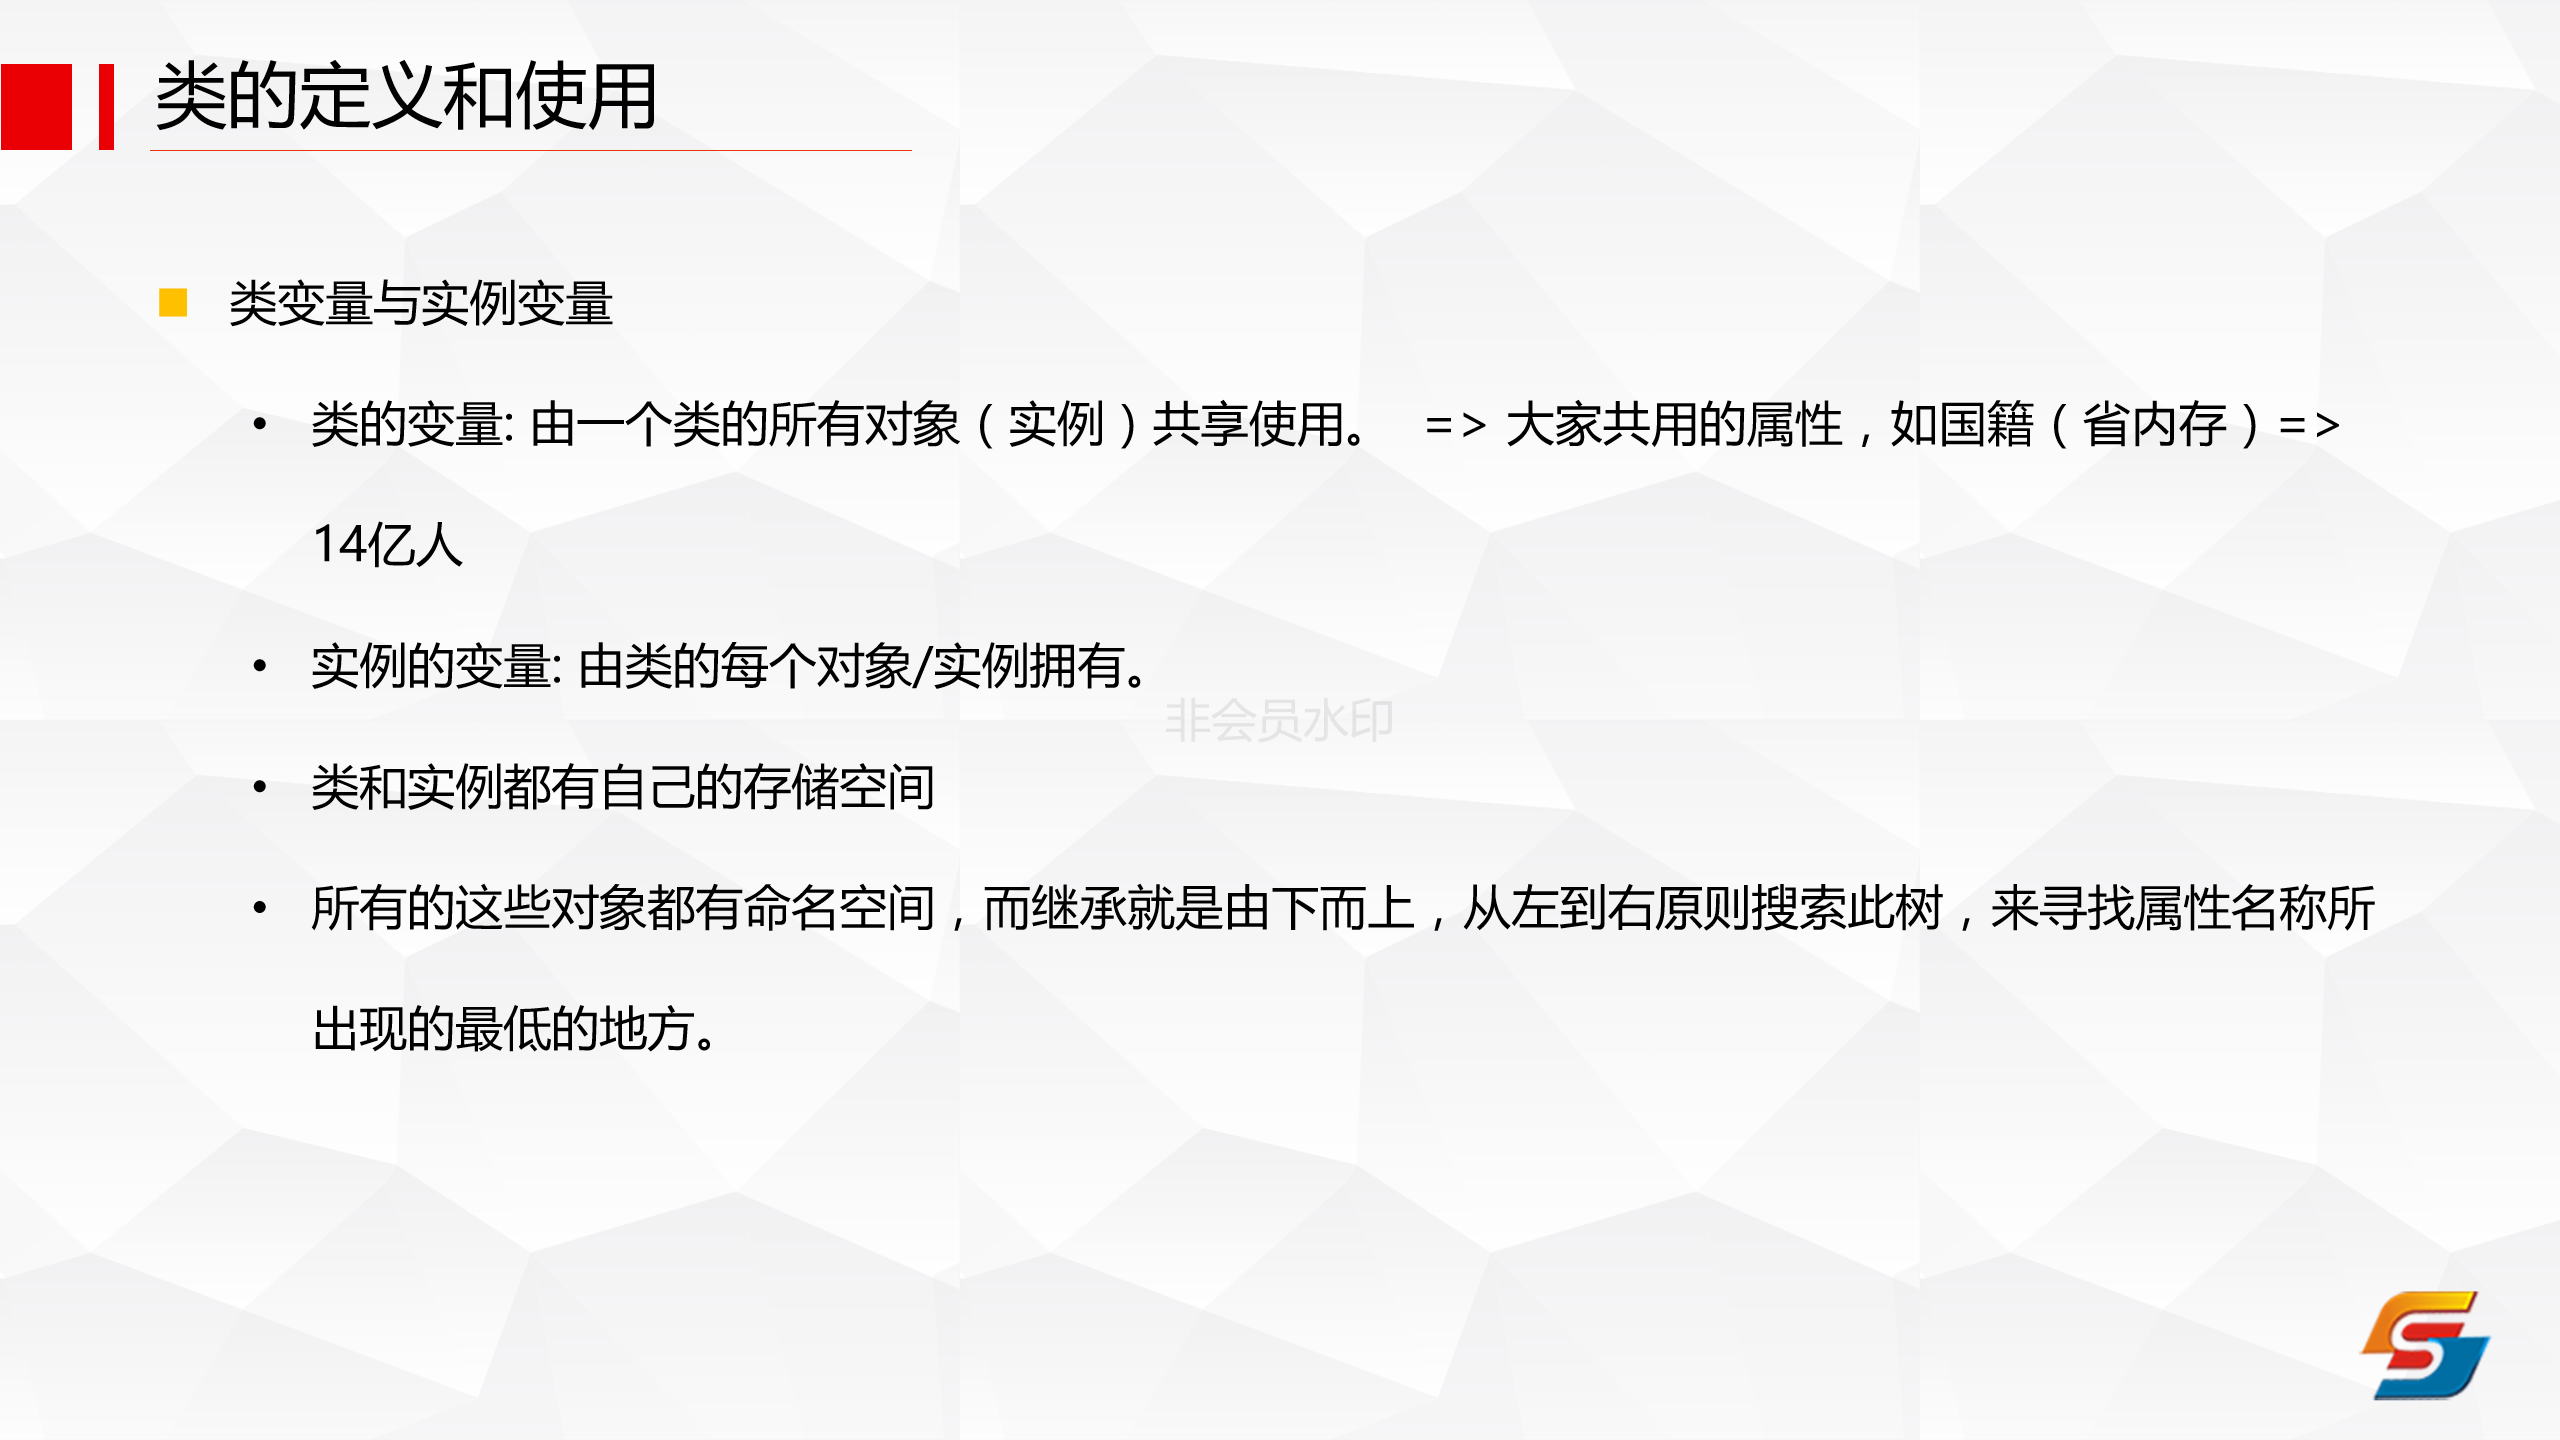 类的定义和使用
类变量与实例变量
• 类的变量: 由一个类的所有对象（实例）共享使用。 => 大家共用的属性，如国籍（省内存）=>
14亿人
• 实例的变量: 由类的每个对象/实例拥有。
非会员水印
• 类和实例都有自己的存储空间
• 所有的这些对象都有命名空间，而继承就是由下而上，从左到右原则搜索此树，来寻找属性名称所
出现的最低的地方。